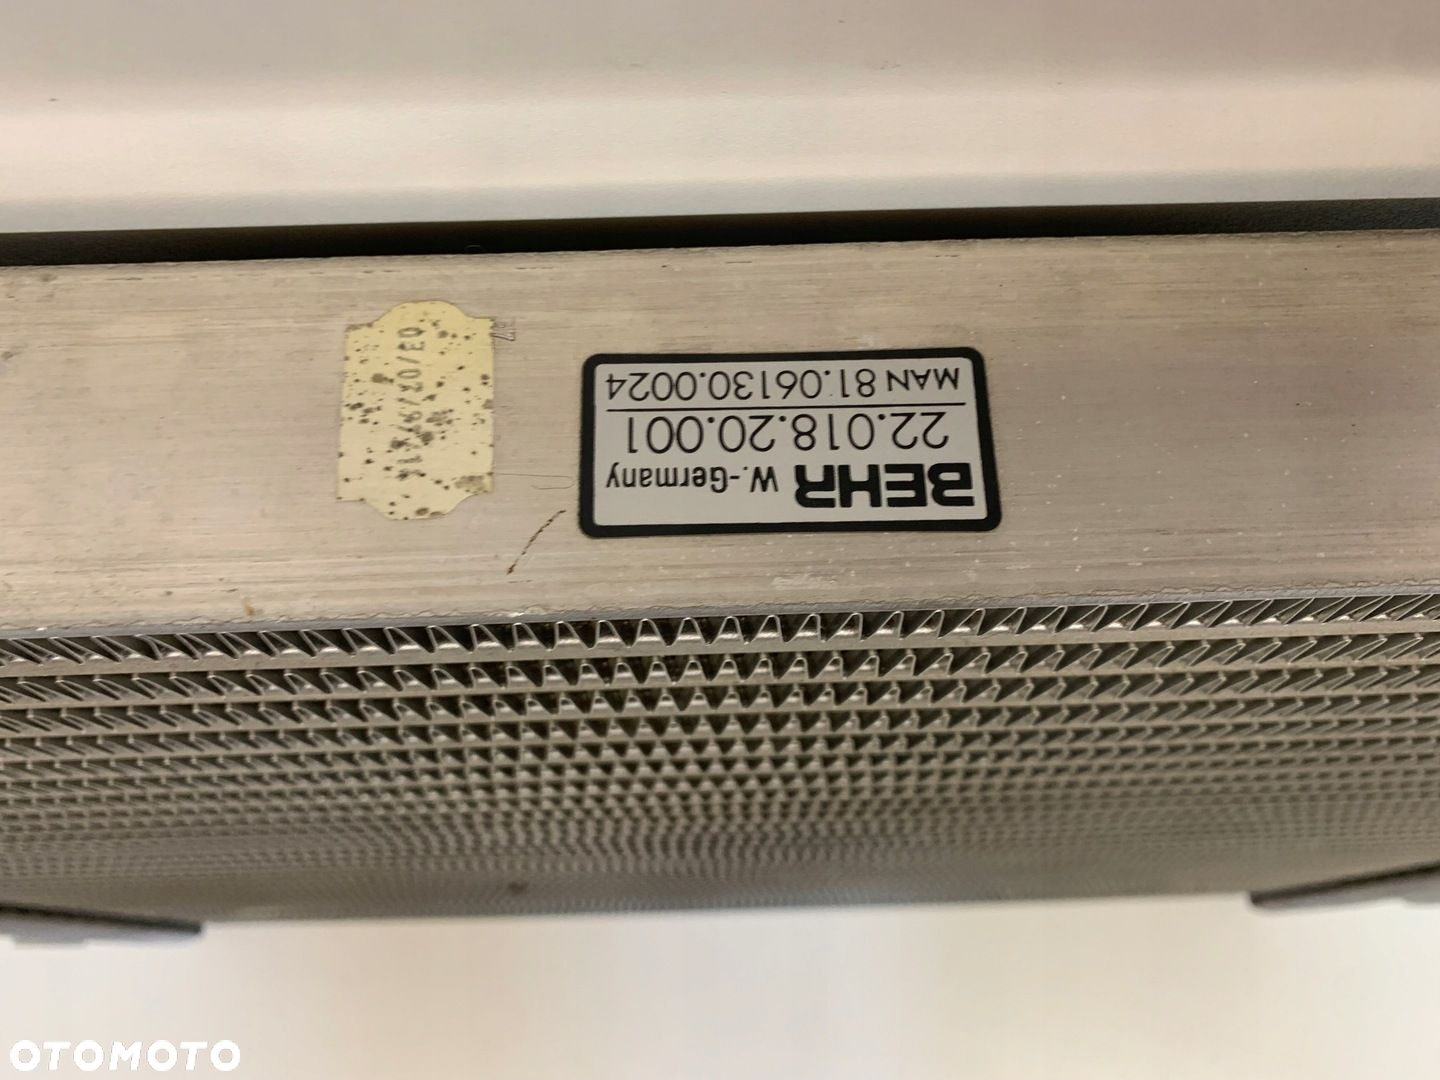 BEHR W.-Germany
22.018.20.001
MAN 81.06130.0024
OTOMOTO